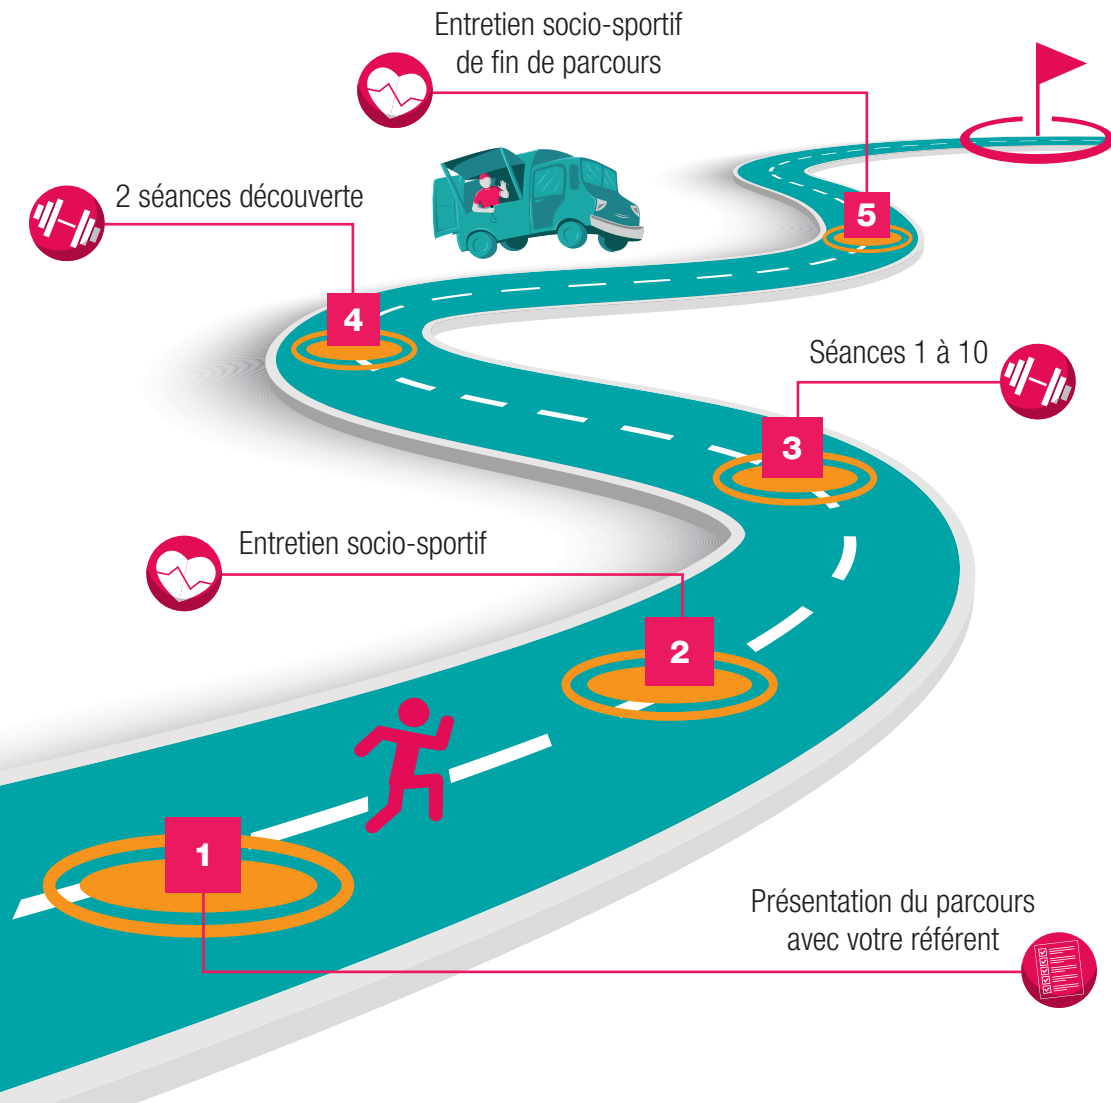 Entretien socio-sportif
de fin de parcours
2 séances découverte
5
4
Séances 1 à 10
3
Entretien socio-sportif
2
1
Présentation du parcours
avec votre référent